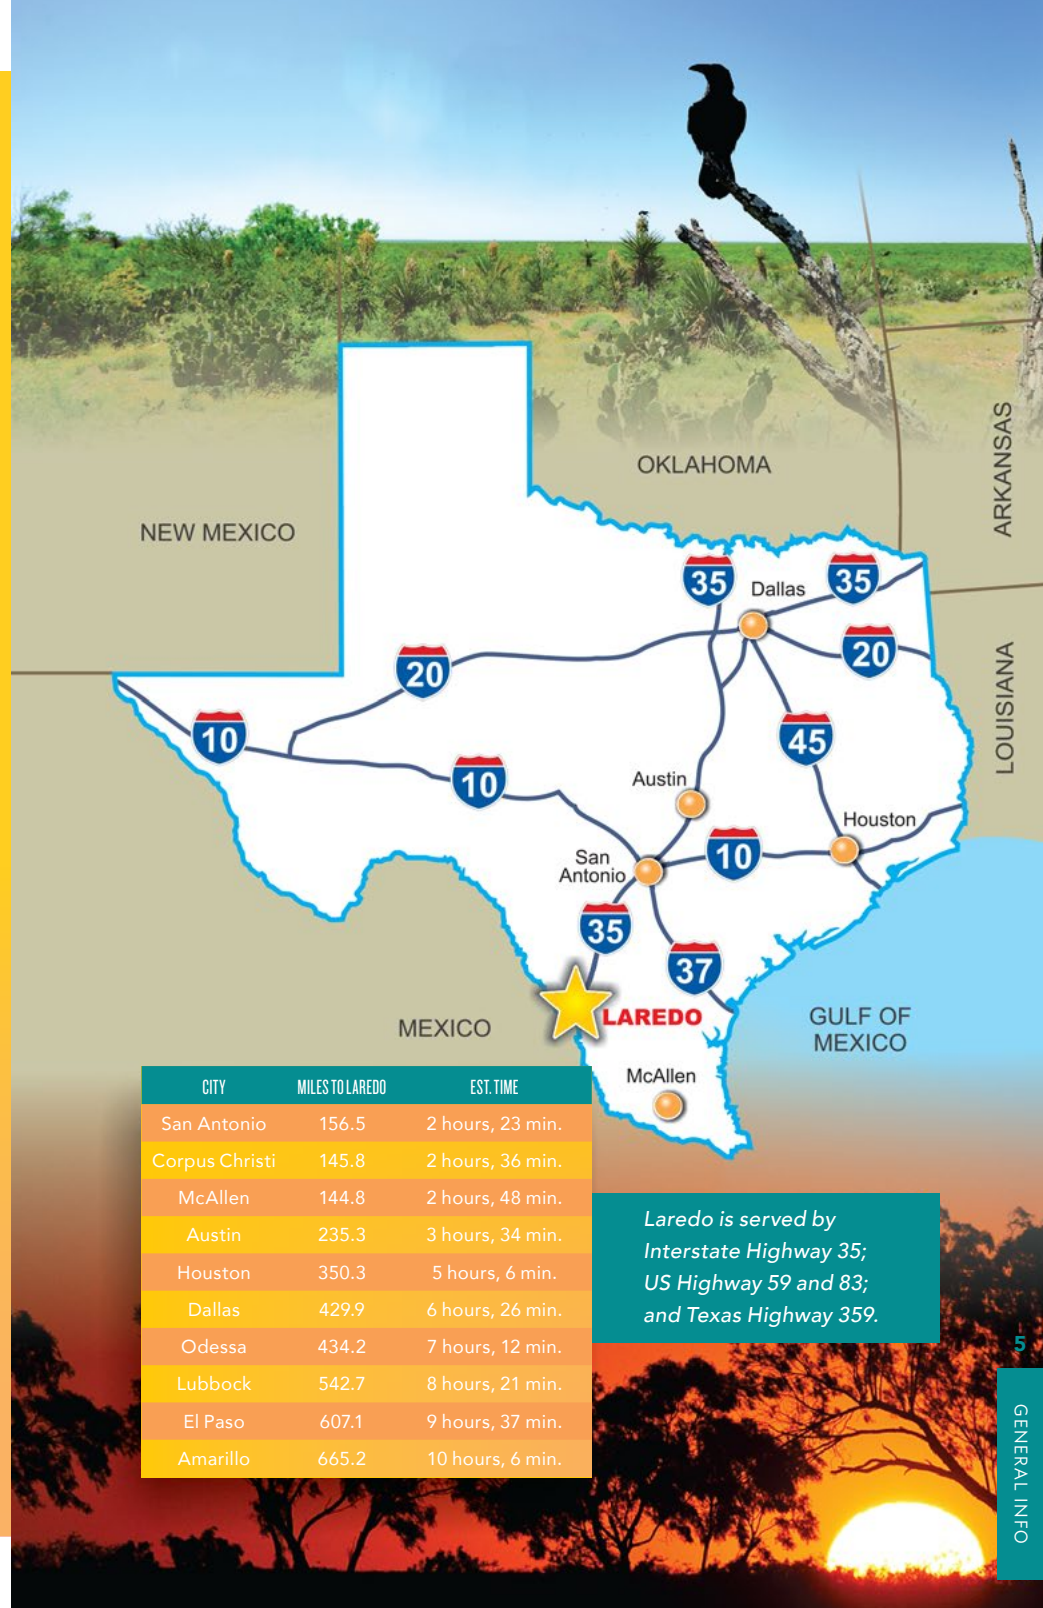 OKLAHOMA
ARKANSAS
NEW MEXICO
35
Dallas
35
20
20
LOUISIANA
10
45
10
Austin
Houston
San
Antonio
10
35
37
LAREDO
MEXICO
GULF OF
MEXICO
McAllen
CITY MILES TO LAREDO EST. TIME
San Antonio 156.5 2 hours, 23 min.
Corpus Christi 145.8 2 hours, 36 min.
McAllen 144.8 2 hours, 48 min.
Austin 235.3 3 hours, 34 min.
Houston 350.3 5 hours, 6 min.
Dallas 429.9 6 hours, 26 min.
Odessa 434.2 7 hours, 12 min.
Lubbock 542.7 8 hours, 21 min.
El Paso 607.1 9 hours, 37 min.
Amarillo 665.2 10 hours, 6 min.
Laredo is served by
Interstate Highway 35;
US Highway 59 and 83;
and Texas Highway 359.
5
GENERAL INFO